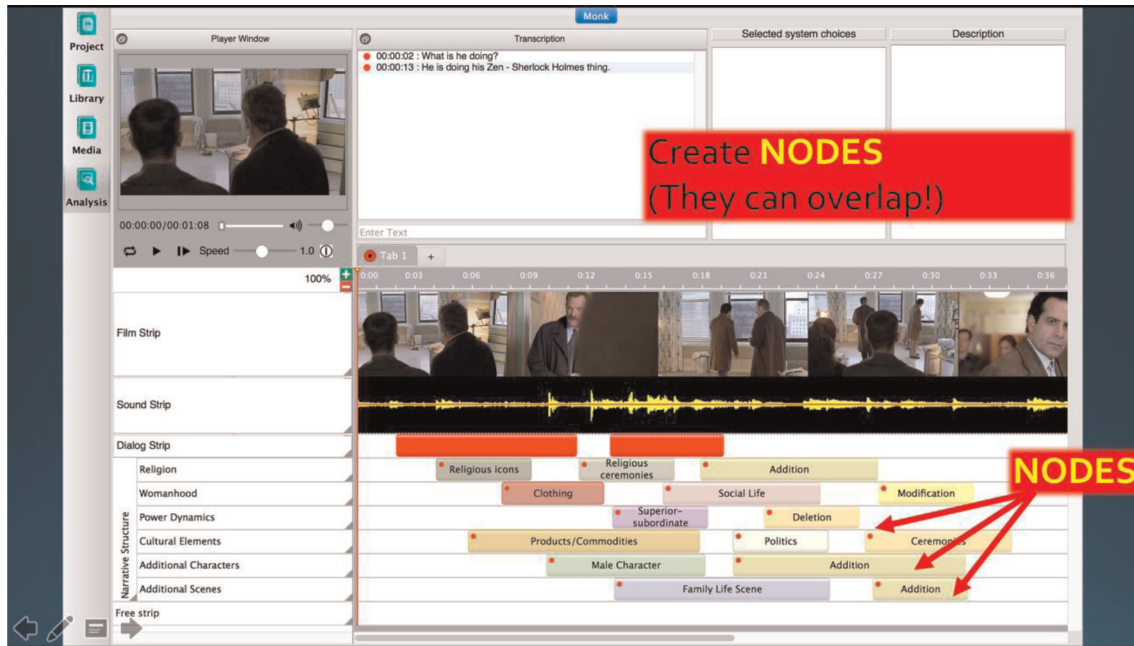 Monk
Project
Library
Media
Analysis
Player Window
00:00:00/00:01:08
Speed
1.0
Transcription
00:00:02 : What is he doing?
00:00:13 : He is doing his Zen - Sherlock Holmes thing.
Enter Text
Selected system choices
Description
Create NODES
(They can overlap!)
Tab 1 +
100%
0:00 0:03 0:06 0:09 0:12 0:15 0:18 0:21 0:24 0:27 0:30 0:33 0:36
Film Strip
Sound Strip
Dialog Strip
Narrative Structure
Religion
Religious icons
Religious
ceremonies
Addition
NODES
Womanhood
Clothing
Social Life
Modification
Power Dynamics
Superior-
subordinate
Deletion
Cultural Elements
Products/Commodities
Politics
Ceremonies
Additional Characters
Male Character
Addition
Additional Scenes
Family Life Scene
Addition
Free strip